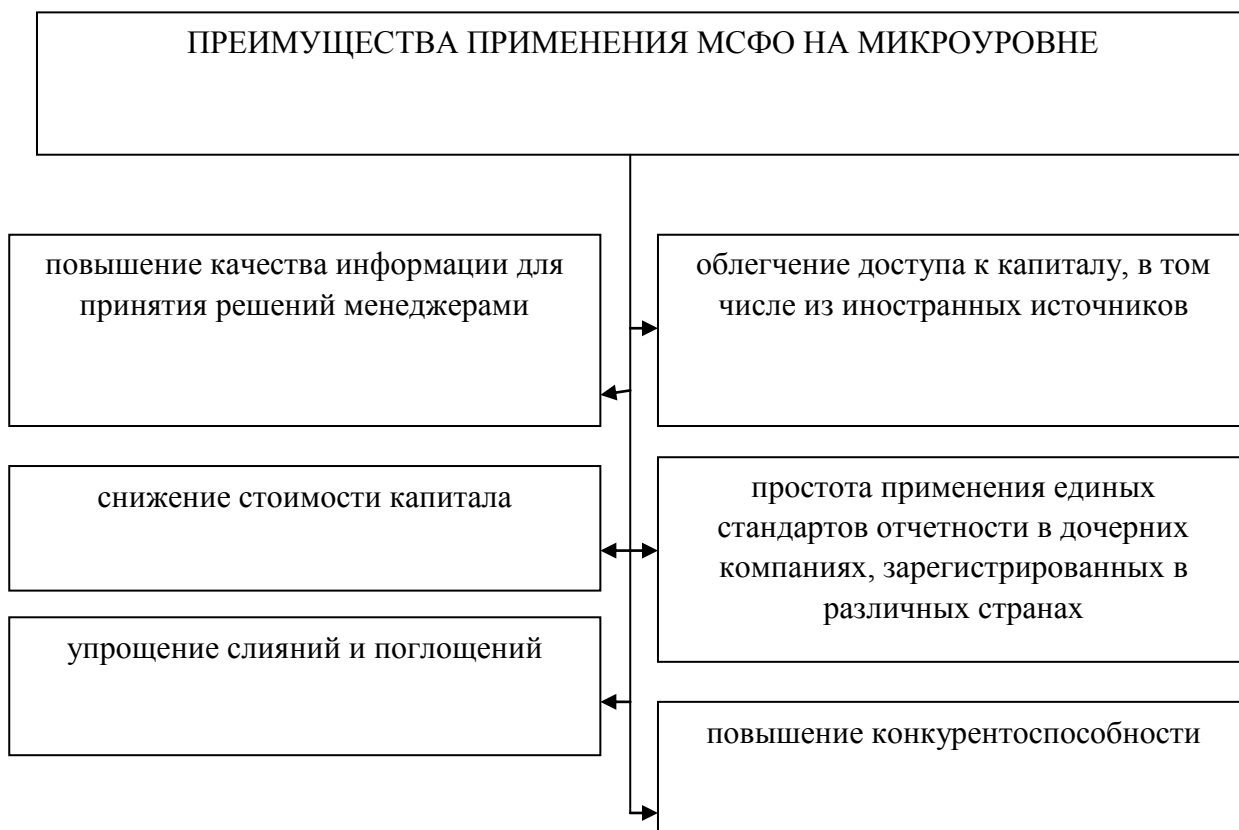 ПРЕИМУЩЕСТВА ПРИМЕНЕНИЯ МСФО НА МИКРОУРОВНЕ
повышение качества информации для
принятия решений менеджерами
облегчение доступа к капиталу, в том
числе из иностранных источников
снижение стоимости капитала
простота применения единых
стандартов отчетности в дочерних
компаниях, зарегистрированных в
различных странах
упрощение слияний и поглощений
повышение конкурентоспособности